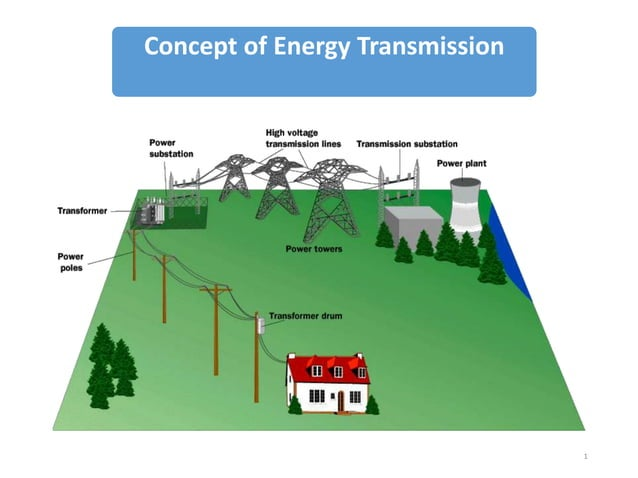 Concept of Energy Transmission
High voltage
transmission lines
Power
substation
Transmission substation
Power plant
Transformer
Power towers
Power
poles
Transformer drum
1